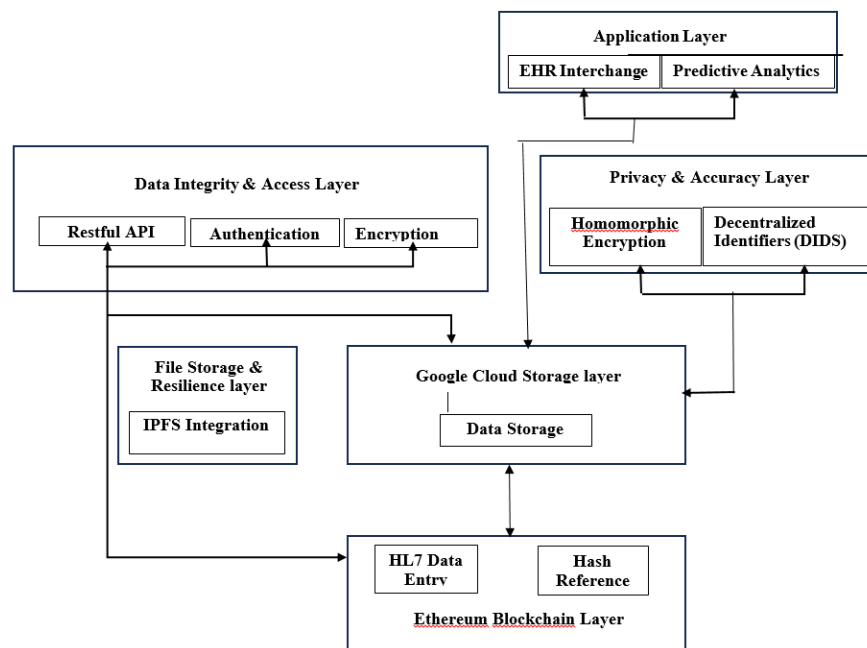 Application Layer
EHR Interchange
Predictive Analytics
Data Integrity & Access Layer
Restful API
Authentication
Encryption
Privacy & Accuracy Layer
Homomorphic
Encryption
Decentralized
Identifiers (DIDS)
File Storage &
Resilience layer
IPFS Integration
Google Cloud Storage layer
Data Storage
HL7 Data
Entry
Hash
Reference
Ethereum Blockchain Layer